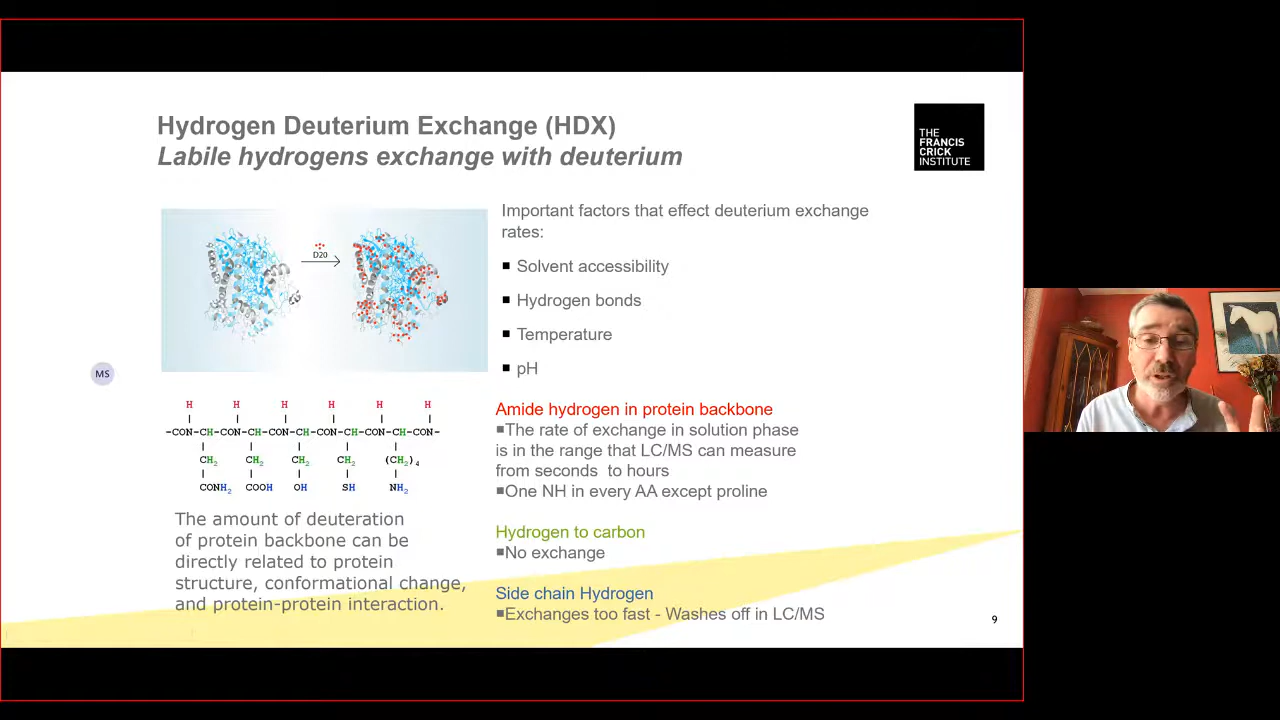 Hydrogen Deuterium Exchange (HDX)
Labile hydrogens exchange with deuterium
THE
FRANCIS
CRICK
INSTITUTE
D20
Important factors that effect deuterium exchange
rates:
■ Solvent accessibility
■ Hydrogen bonds
■ Temperature
■ pH
MS
H H H H H H
-CON-CH-CON-CH-CON-CH-CON-CH-CON-CH-CON-
CH2 CH2 CH2 CH2 (CH2)4
CONH2 COOH OH SH NH2
The amount of deuteration
of protein backbone can be
directly related to protein
structure, conformational change,
and protein-protein interaction.
Amide hydrogen in protein backbone
■The rate of exchange in solution phase
is in the range that LC/MS can measure
from seconds to hours
■One NH in every AA except proline
Hydrogen to carbon
■No exchange
Side chain Hydrogen
■Exchanges too fast - Washes off in LC/MS
9